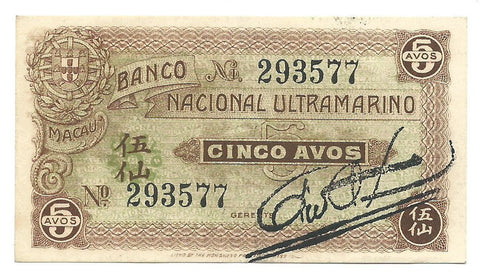 5
AVOS
BANCO
No. 293577
NACIONAL ULTRAMARINO
MACAU
伍仙
CINCO AVOS
No. 293577
GERENTE
5
AVOS
伍仙